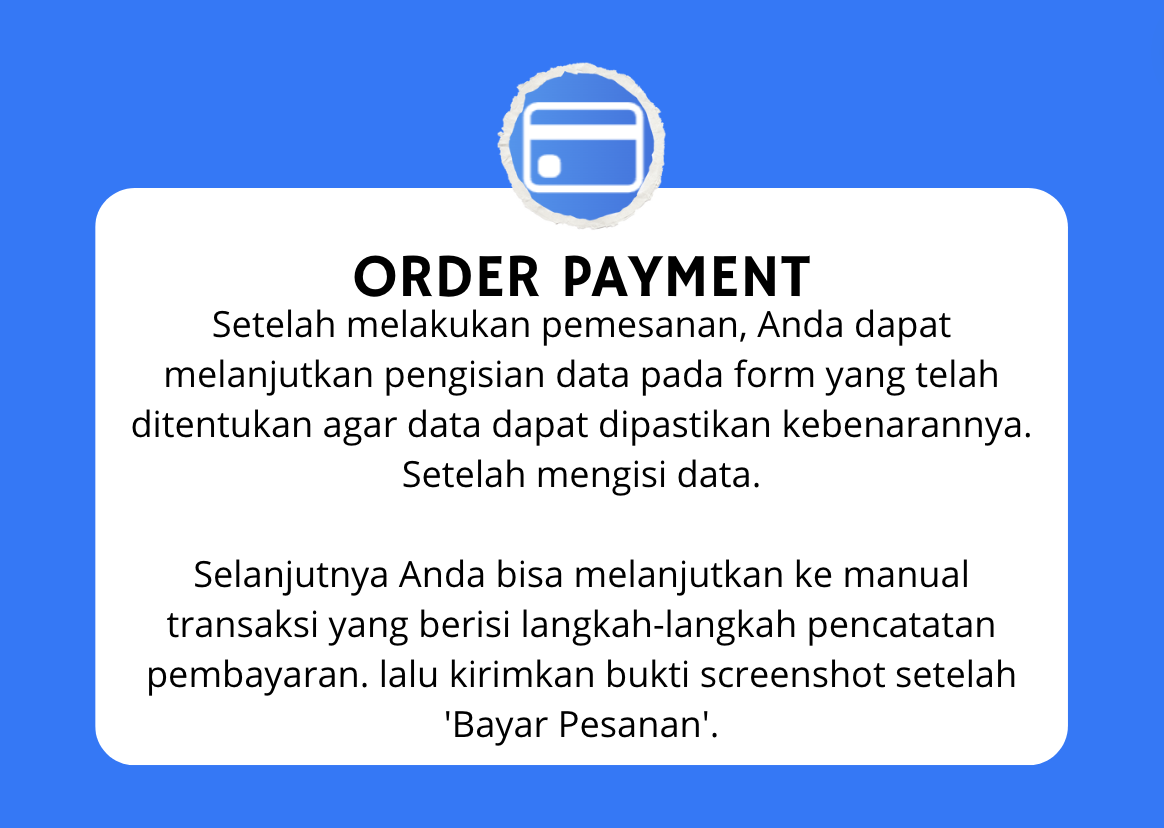 ORDER PAYMENT
Setelah melakukan pemesanan, Anda dapat
melanjutkan pengisian data pada form yang telah
ditentukan agar data dapat dipastikan kebenarannya.
Setelah mengisi data.
Selanjutnya Anda bisa melanjutkan ke manual
transaksi yang berisi langkah-langkah pencatatan
pembayaran. lalu kirimkan bukti screenshot setelah
'Bayar Pesanan'.